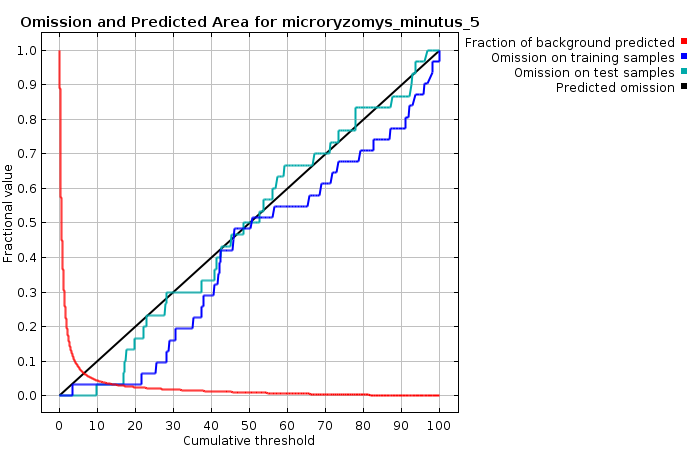 Omission and Predicted Area for microryzomys_minutus_5
Fraction of background predicted
Omission on training samples
Omission on test samples
Predicted omission
Fractional value
1.0
0.9
0.8
0.7
0.6
0.5
0.4
0.3
0.2
0.1
0.0
0 10 20 30 40 50 60 70 80 90 100
Cumulative threshold